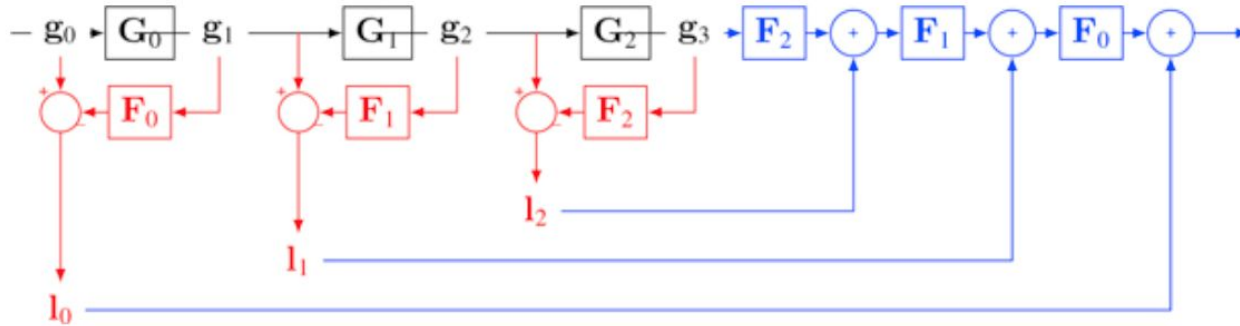 g₀ G₀ g₁ G₁ g₂ G₂ g₃ F₂ + F₁ + F₀ +
+ − F₀ + − F₁ + − F₂
l₂
l₁
l₀